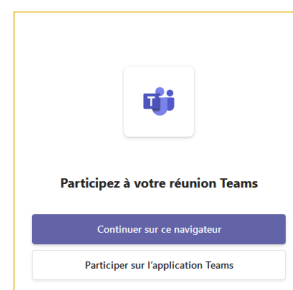 T
Participez à votre réunion Teams
Continuer sur ce navigateur
Participer sur l'application Teams